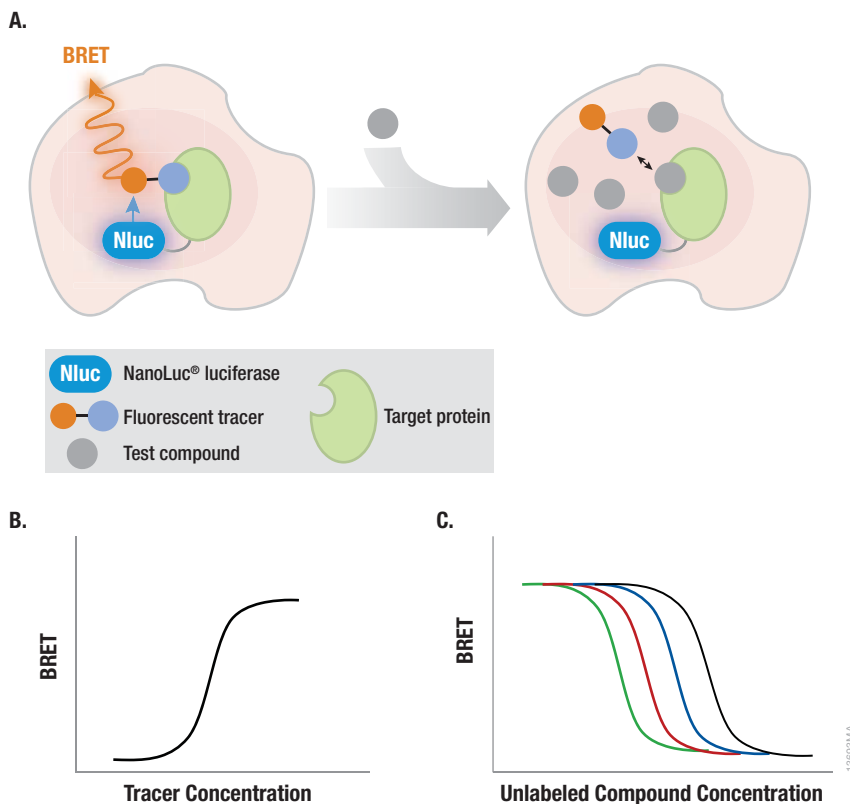 A.
BRET
Nluc
Nluc
Nluc NanoLuc® luciferase
Fluorescent tracer
Target protein
Test compound
B.
C.
BRET
Tracer Concentration
BRET
Unlabeled Compound Concentration